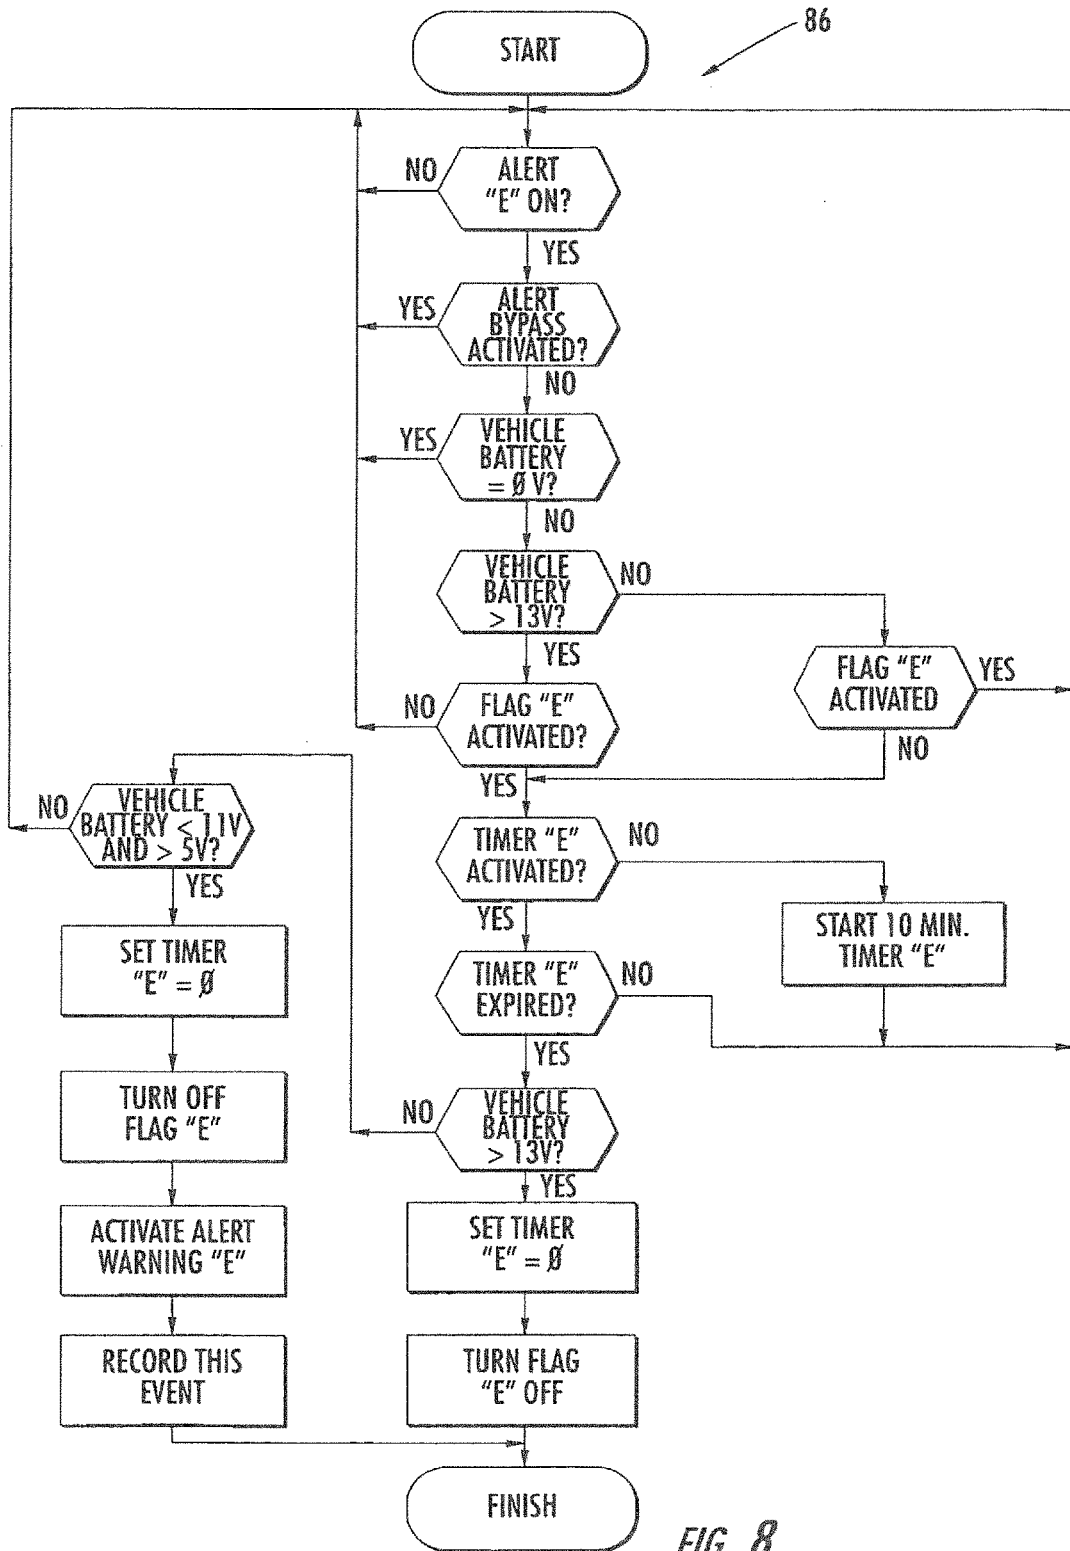 START
86
NO
ALERT
"E" ON?
YES
YES
ALERT
BYPASS
ACTIVATED?
NO
YES
VEHICLE
BATTERY
= Ø V?
NO
VEHICLE
BATTERY
> 13V?
NO
YES
FLAG "E"
ACTIVATED
YES
NO
NO
FLAG "E"
ACTIVATED?
YES
NO
VEHICLE
BATTERY < 11V
AND > 5V?
YES
TIMER "E"
ACTIVATED?
NO
YES
START 10 MIN.
TIMER "E"
SET TIMER
"E" = Ø
TIMER "E"
EXPIRED?
NO
YES
TURN OFF
FLAG "E"
NO
VEHICLE
BATTERY
> 13V?
YES
ACTIVATE ALERT
WARNING "E"
SET TIMER
"E" = Ø
RECORD THIS
EVENT
TURN FLAG
"E" OFF
FINISH
FIG. 8